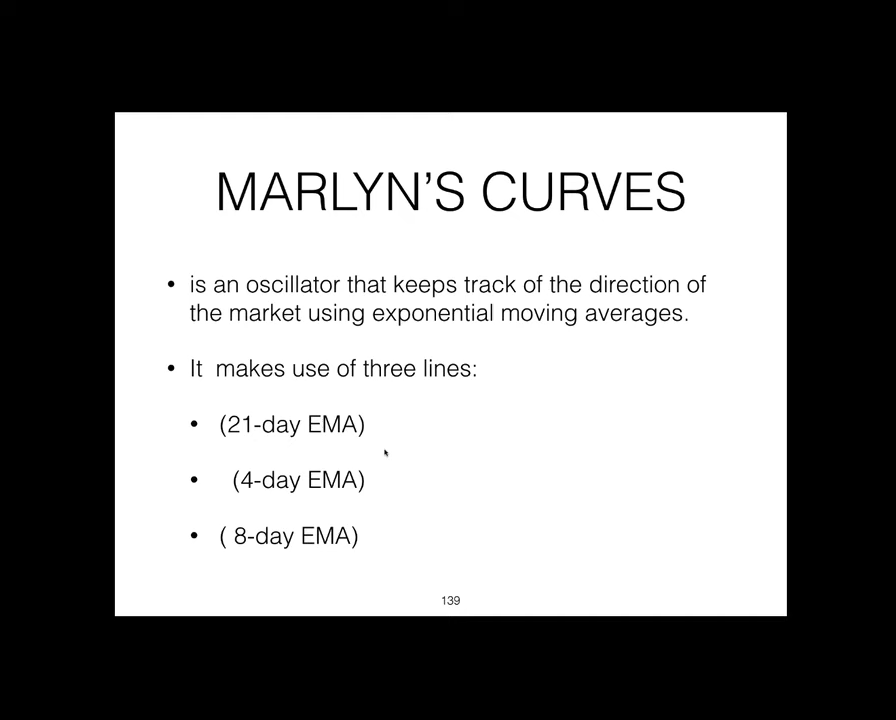 MARLYN'S CURVES
• is an oscillator that keeps track of the direction of
the market using exponential moving averages.
• It  makes use of three lines:
• (21-day EMA)
•   (4-day EMA)
• ( 8-day EMA)
139